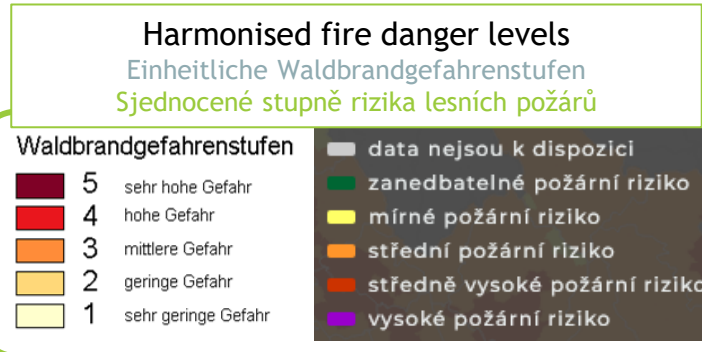 Harmonised fire danger levels
Einheitliche Waldbrandgefahrenstufen
Sjednocené stupně rizika lesních požárů
Waldbrandgefahrenstufen
5 sehr hohe Gefahr
4 hohe Gefahr
3 mittlere Gefahr
2 geringe Gefahr
1 sehr geringe Gefahr
data nejsou k dispozici
zanedbatelné požární riziko
mírné požární riziko
střední požární riziko
středně vysoké požární riziko
vysoké požární riziko